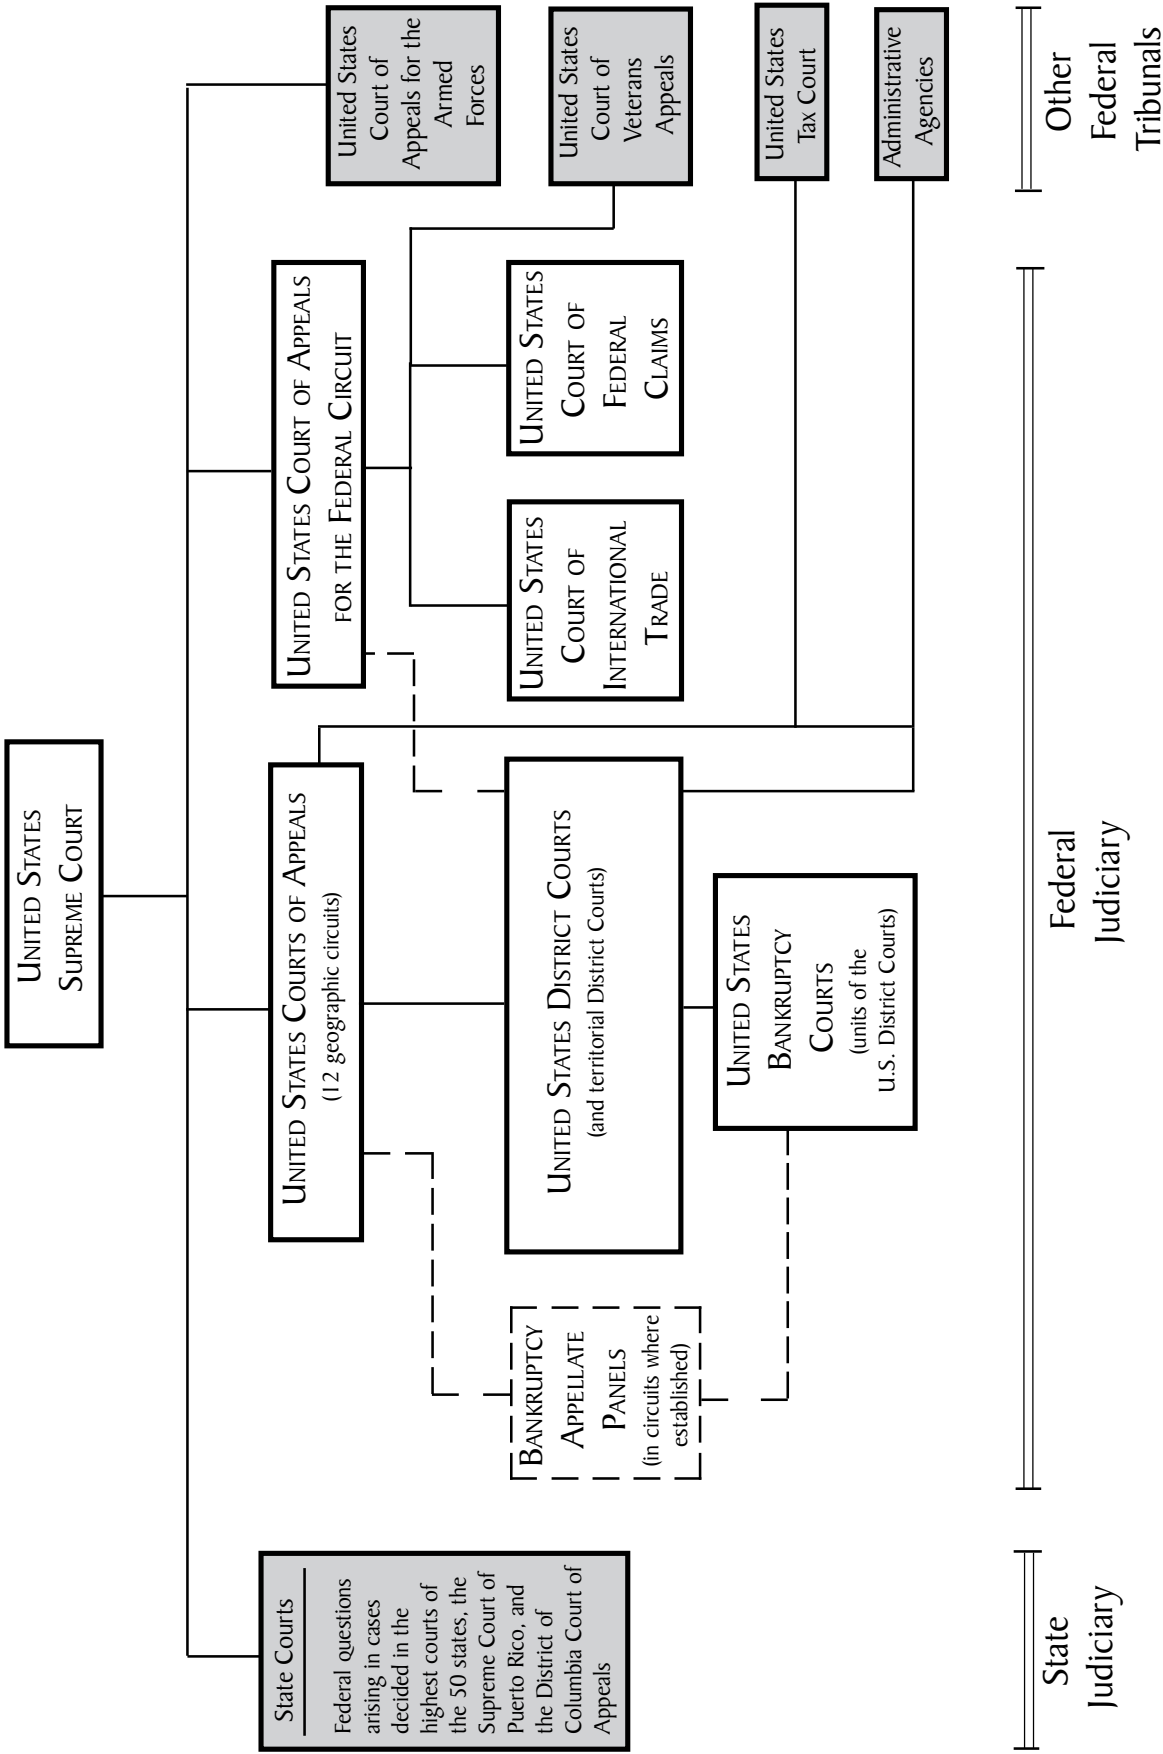 UNITED STATES
SUPREME COURT
State Courts
Federal questions
arising in cases
decided in the
highest courts of
the 50 states, the
Supreme Court of
Puerto Rico, and
the District of
Columbia Court of
Appeals
UNITED STATES COURTS OF APPEALS
(12 geographic circuits)
UNITED STATES COURT OF APPEALS
FOR THE FEDERAL CIRCUIT
United States
Court of
Appeals for the
Armed
Forces
BANKRUPTCY
APPELLATE
PANELS
(in circuits where
established)
UNITED STATES DISTRICT COURTS
(and territorial District Courts)
UNITED STATES
COURT OF
INTERNATIONAL
TRADE
UNITED STATES
COURT OF
FEDERAL
CLAIMS
United States
Court of
Veterans
Appeals
UNITED STATES
BANKRUPTCY
COURTS
(units of the
U.S. District Courts)
United States
Tax Court
Administrative
Agencies
State
Judiciary
Federal
Judiciary
Other
Federal
Tribunals